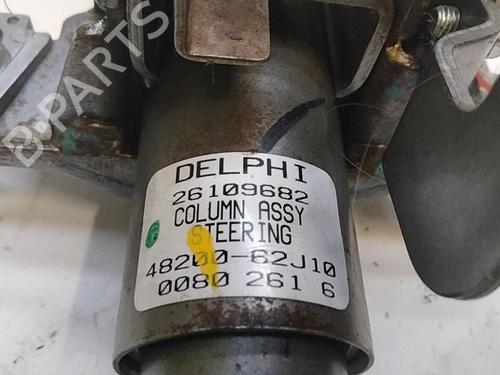 B-PARTS
DELPHI
26109682
COLUMN ASSY
STEERING
48200-62J10
0080 261 6